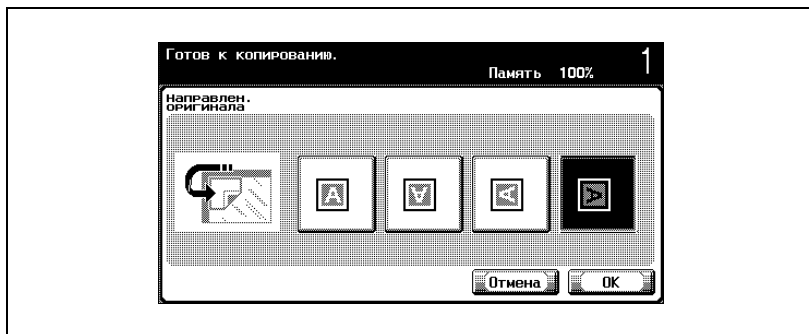 Готов к копированию.
Память 100% 1
Направлен.
оригинала
A A A A
Отмена OK